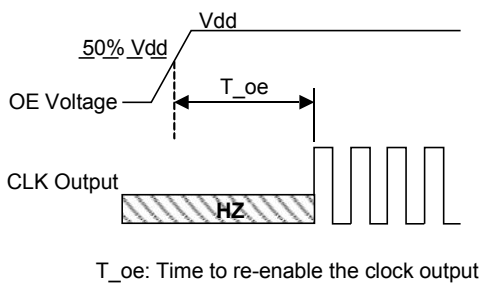 Vdd
50% Vdd
T_oe
OE Voltage
CLK Output
HZ
T_oe: Time to re-enable the clock output